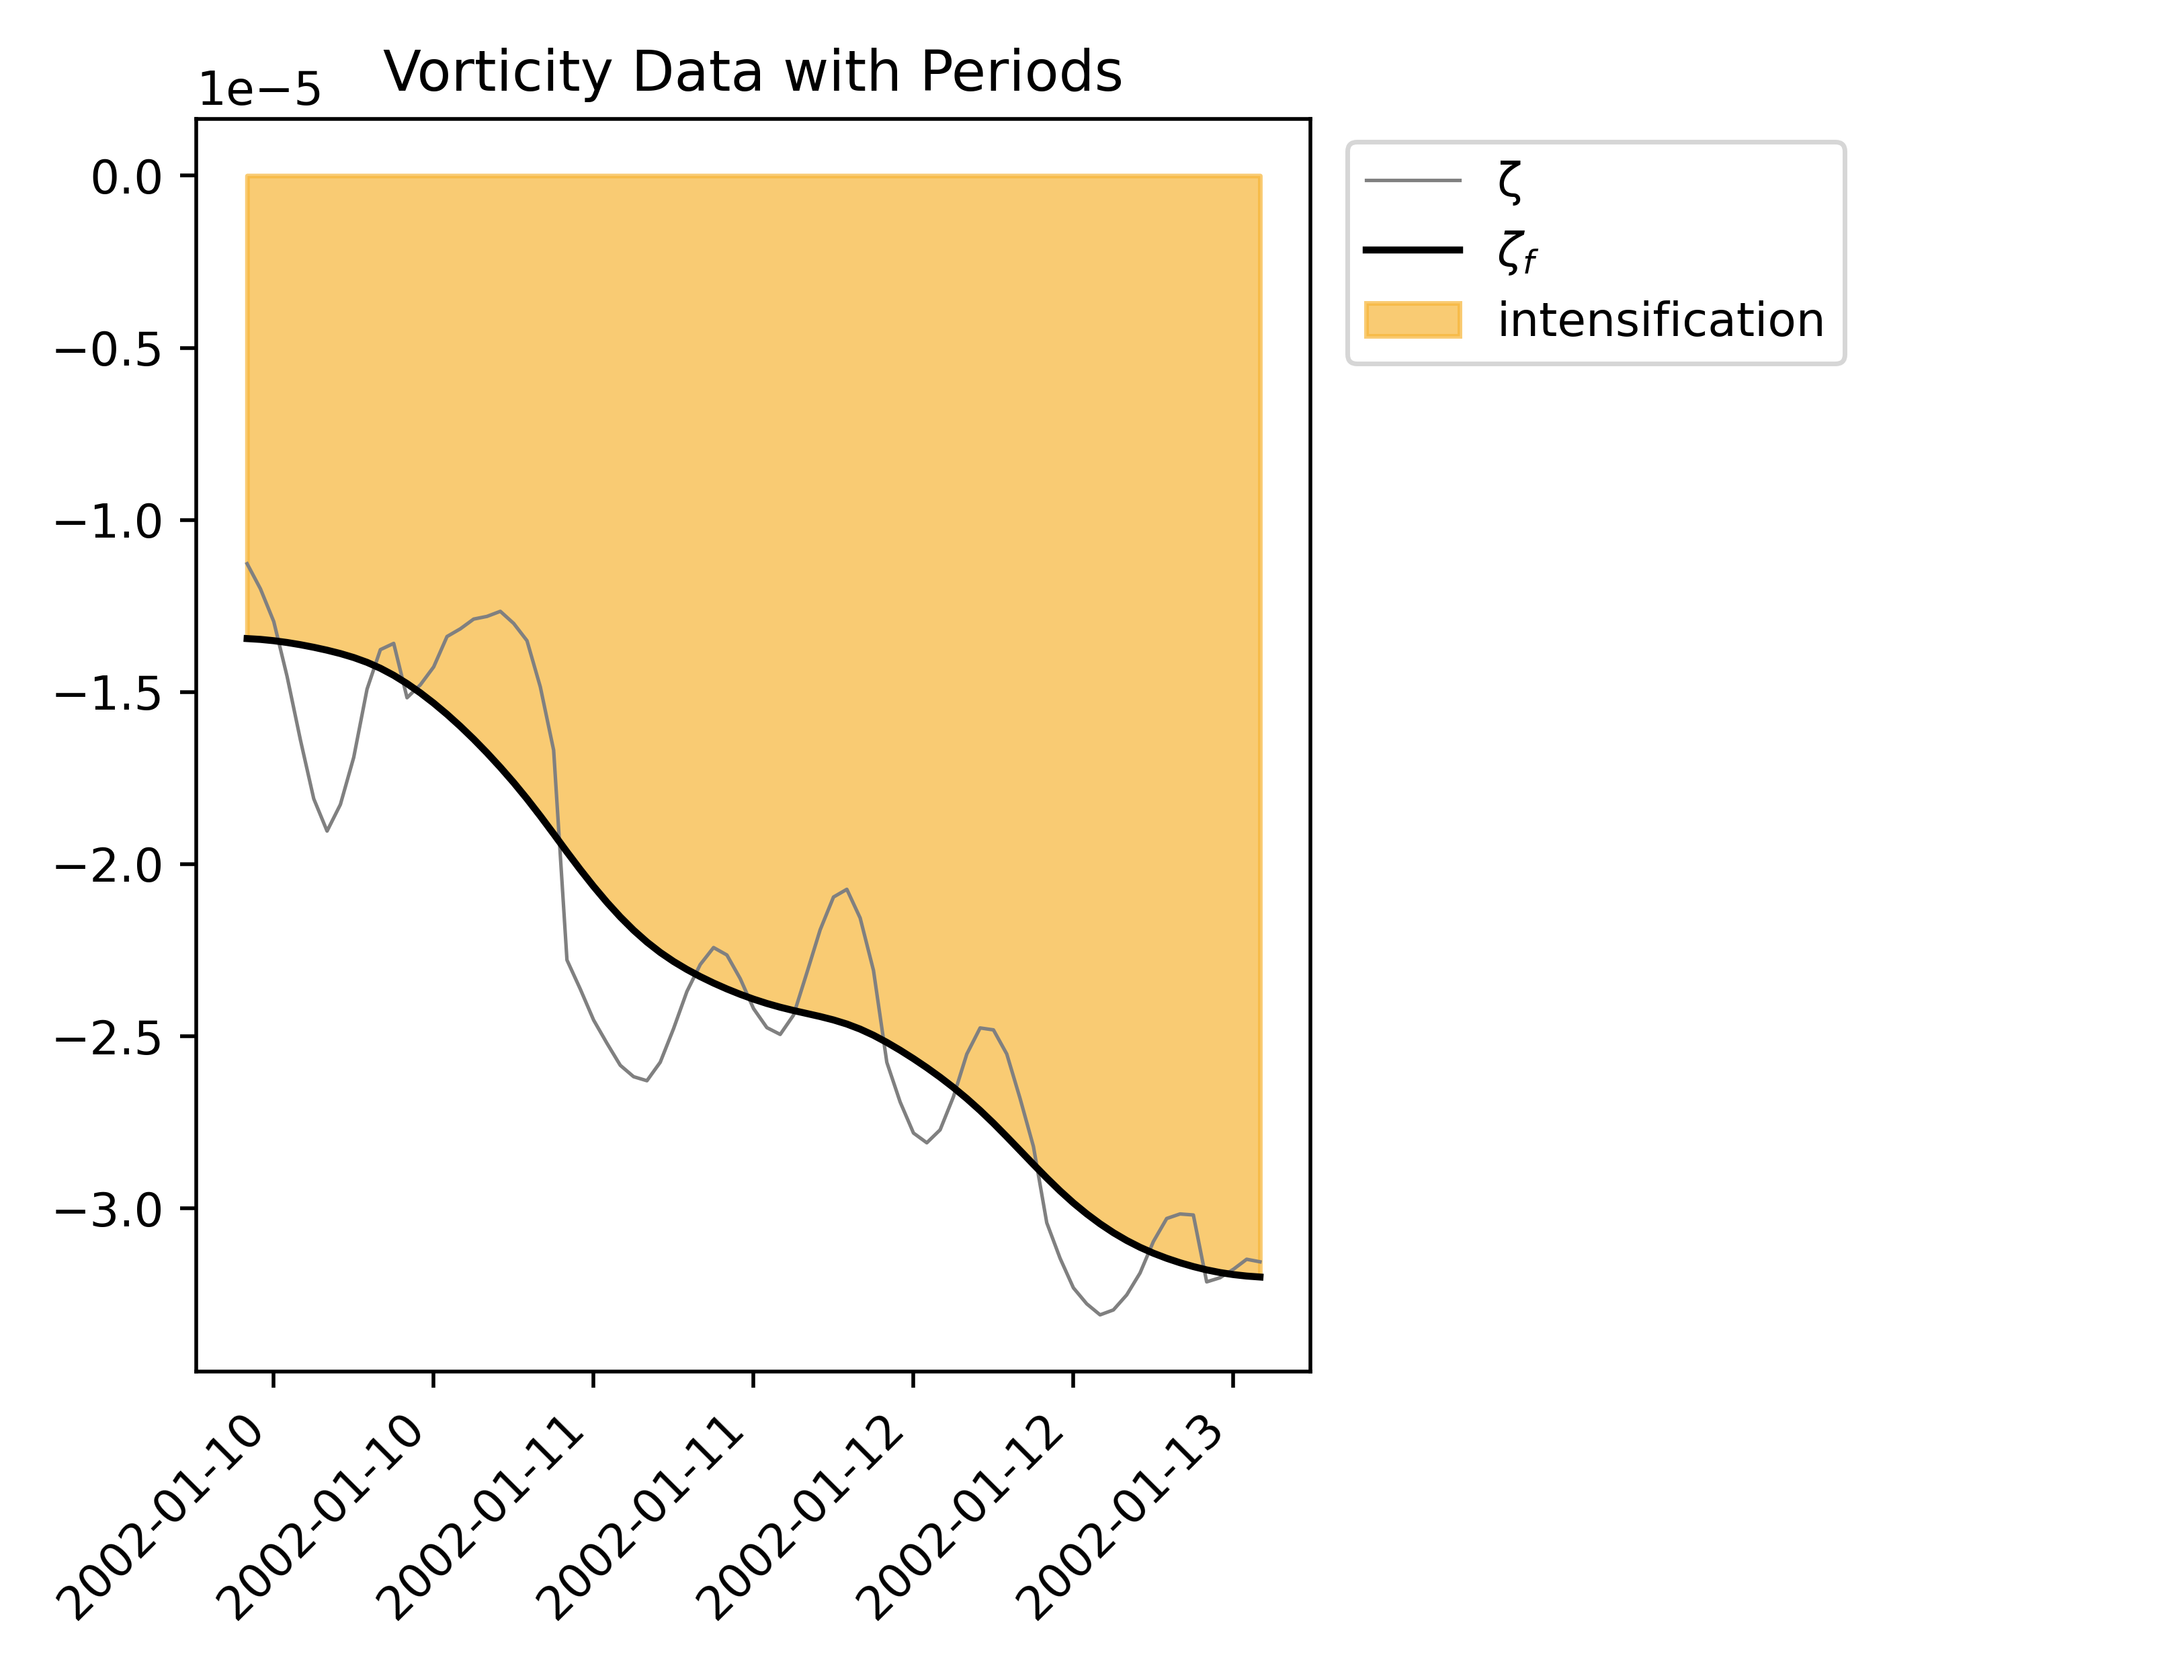 Vorticity Data with Periods
1e−5
0.0
−0.5
−1.0
−1.5
−2.0
−2.5
−3.0
2002-01-10
2002-01-10
2002-01-11
2002-01-11
2002-01-12
2002-01-12
2002-01-13
ζ
ζf
intensification